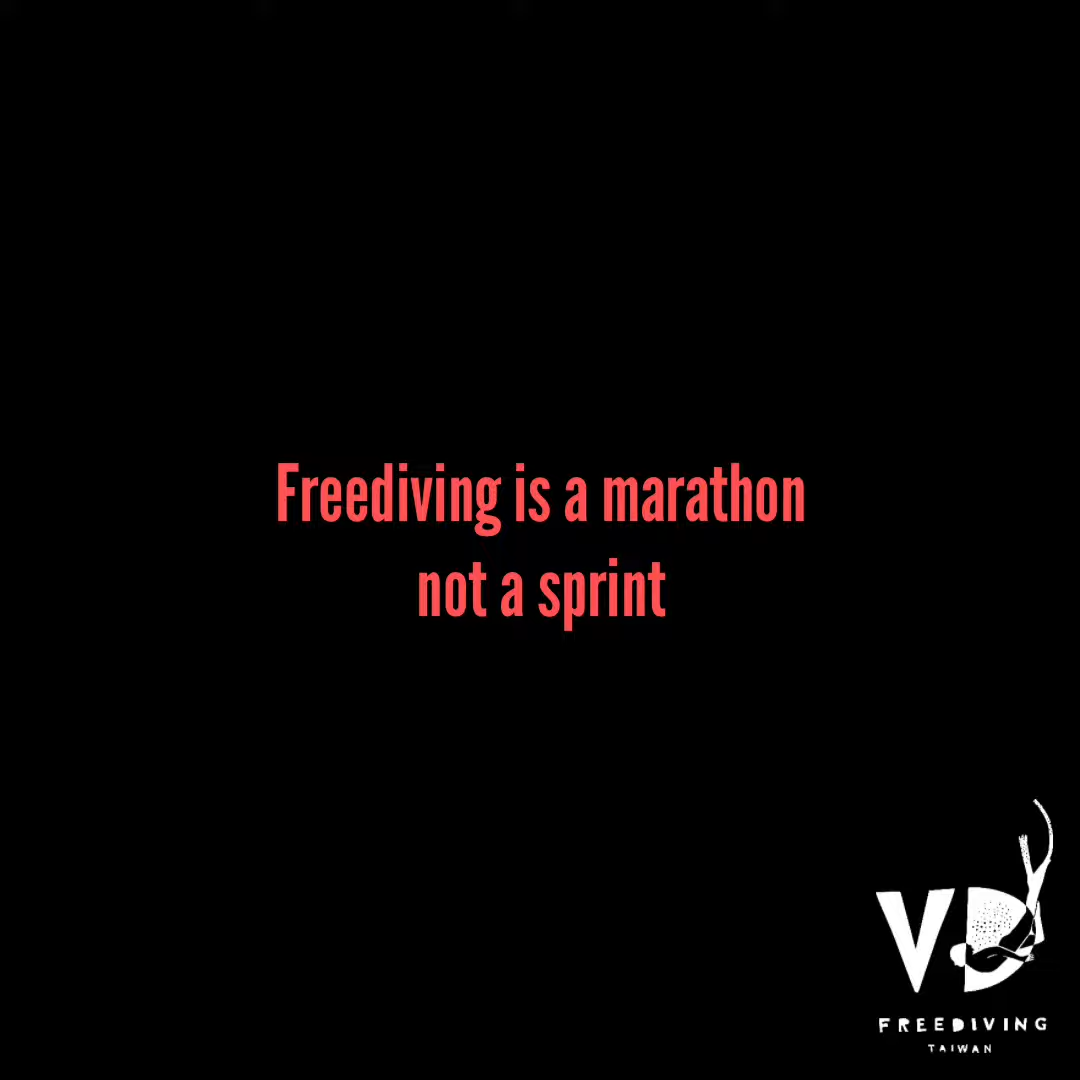 Freediving is a marathon
not a sprint
VD
FREEDIVING
TAIWAN